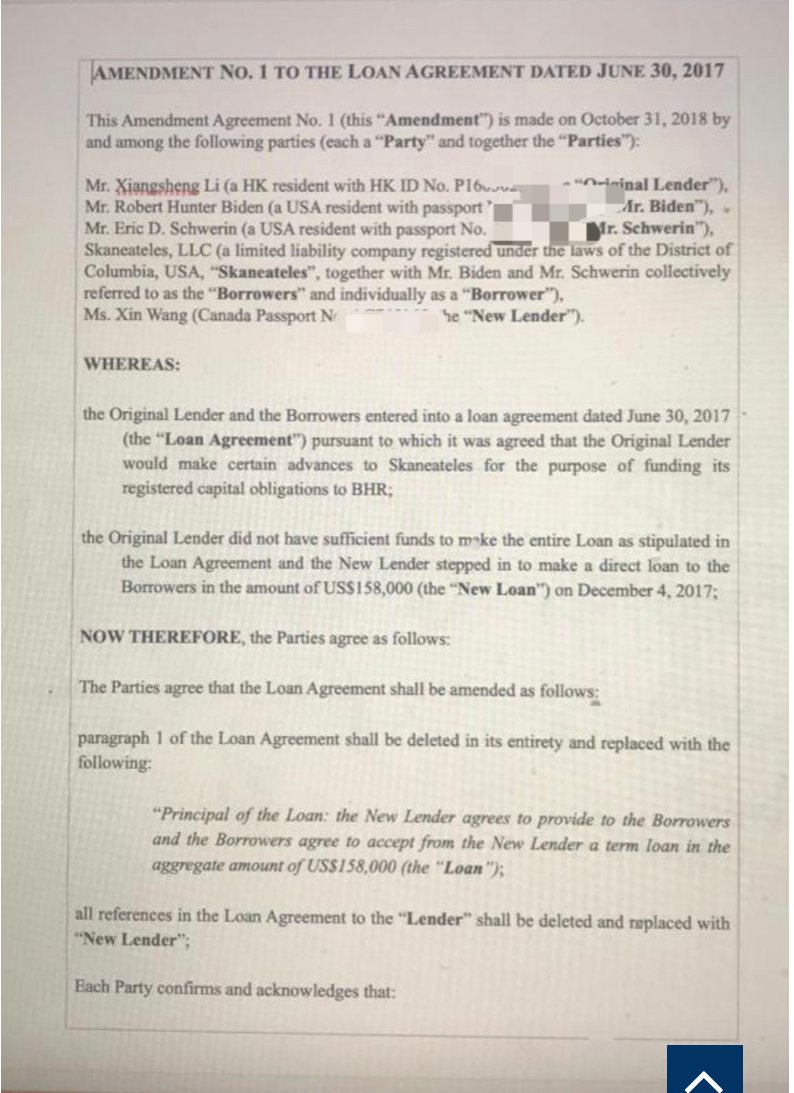 AMENDMENT NO. 1 TO THE LOAN AGREEMENT DATED JUNE 30, 2017
This Amendment Agreement No. 1 (this “Amendment”) is made on October 31, 2018 by
and among the following parties (each a “Party” and together the “Parties”):
Mr. Xiangsheng Li (a HK resident with HK ID No. “Original Lender”),
Mr. Robert Hunter Biden (a USA resident with passport Mr. Biden”),
Mr. Eric D. Schwerin (a USA resident with passport No. Mr. Schwerin”),
Skaneateles, LLC (a limited liability company registered under the laws of the District of
Columbia, USA, “Skaneateles”, together with Mr. Biden and Mr. Schwerin collectively
referred to as the “Borrowers” and individually as a “Borrower”),
Ms. Xin Wang (Canada Passport he “New Lender”).
WHEREAS:
the Original Lender and the Borrowers entered into a loan agreement dated June 30, 2017
(the “Loan Agreement”) pursuant to which it was agreed that the Original Lender
would make certain advances to Skaneateles for the purpose of funding its
registered capital obligations to BHR;
the Original Lender did not have sufficient funds to make the entire Loan as stipulated in
the Loan Agreement and the New Lender stepped in to make a direct loan to the
Borrowers in the amount of US$158,000 (the “New Loan”) on December 4, 2017;
NOW THEREFORE, the Parties agree as follows:
The Parties agree that the Loan Agreement shall be amended as follows:
paragraph 1 of the Loan Agreement shall be deleted in its entirety and replaced with the
following:
“Principal of the Loan: the New Lender agrees to provide to the Borrowers
and the Borrowers agree to accept from the New Lender a term loan in the
aggregate amount of US$158,000 (the “Loan”);
all references in the Loan Agreement to the “Lender” shall be deleted and replaced with
“New Lender”;
Each Party confirms and acknowledges that: